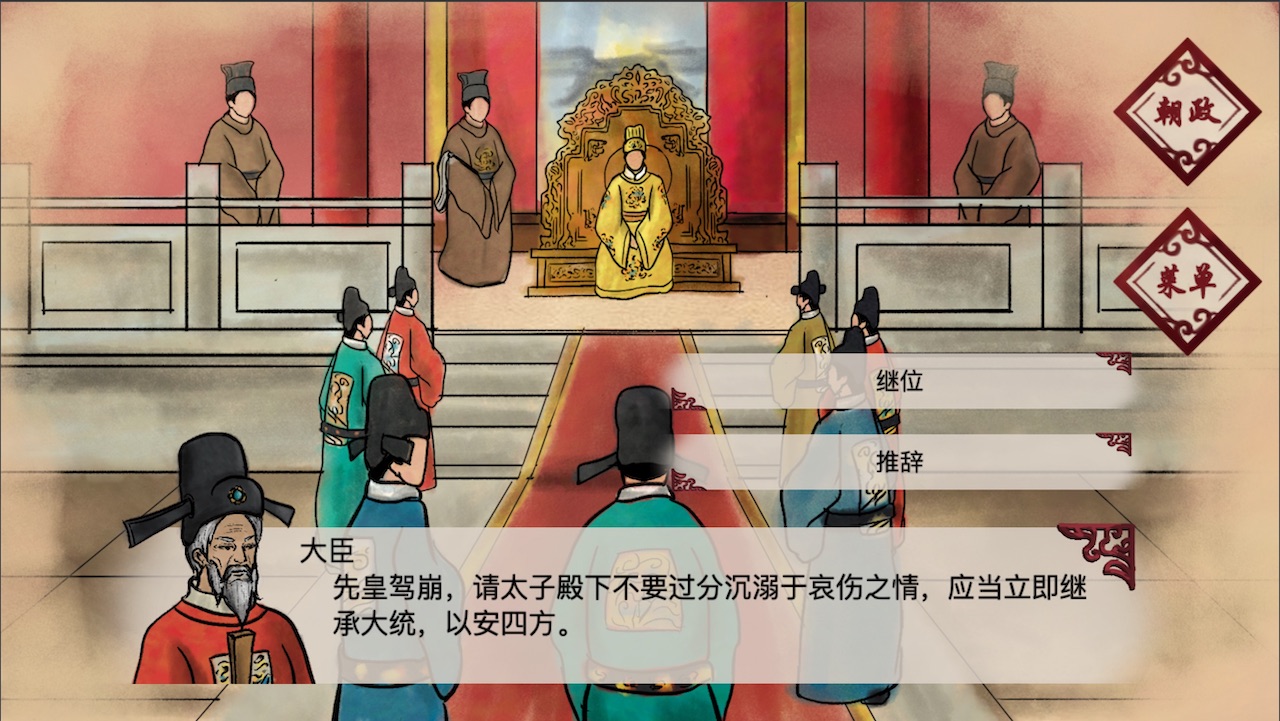 朝政
菜单
继位
推辞
大臣
先皇驾崩，请太子殿下不要过分沉溺于哀伤之情，应当立即继
承大统，以安四方。